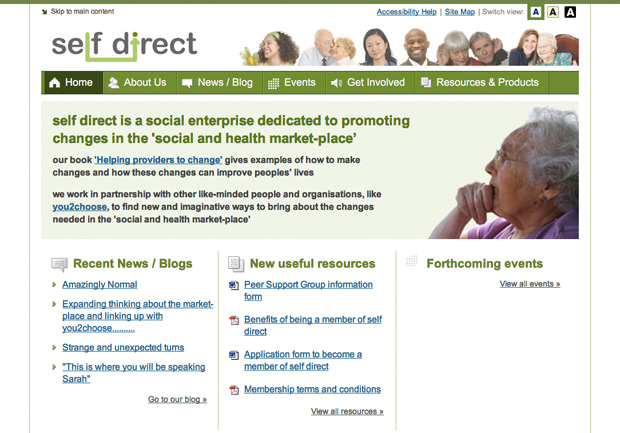 Skip to main content
Accessibility Help | Site Map | Switch view: A A A
self direct
Home About Us News / Blog Events Get Involved Resources & Products
self direct is a social enterprise dedicated to promoting
changes in the 'social and health market-place'
our book 'Helping providers to change' gives examples of how to make
changes and how these changes can improve peoples' lives
we work in partnership with other like-minded people and organisations, like
you2choose, to find new and imaginative ways to bring about the changes
needed in the 'social and health market-place'
Recent News / Blogs
Amazingly Normal
Expanding thinking about the market-
place and linking up with
you2choose..........
Strange and unexpected turns
"This is where you will be speaking
Sarah"
Go to our blog »
New useful resources
Peer Support Group information
form
Benefits of being a member of self
direct
Application form to become a
member of self direct
Membership terms and conditions
View all resources »
Forthcoming events
View all events »